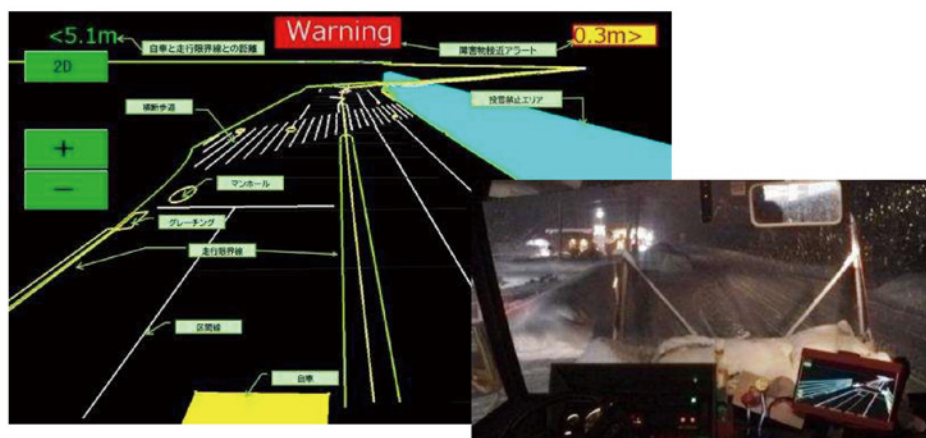 <5.1m
自車と走行限界線との距離
Warning
障害物接近アラート
0.3m>
2D
横断歩道
投雪禁止エリア
+
−
マンホール
グレーチング
走行限界線
区画線
自車